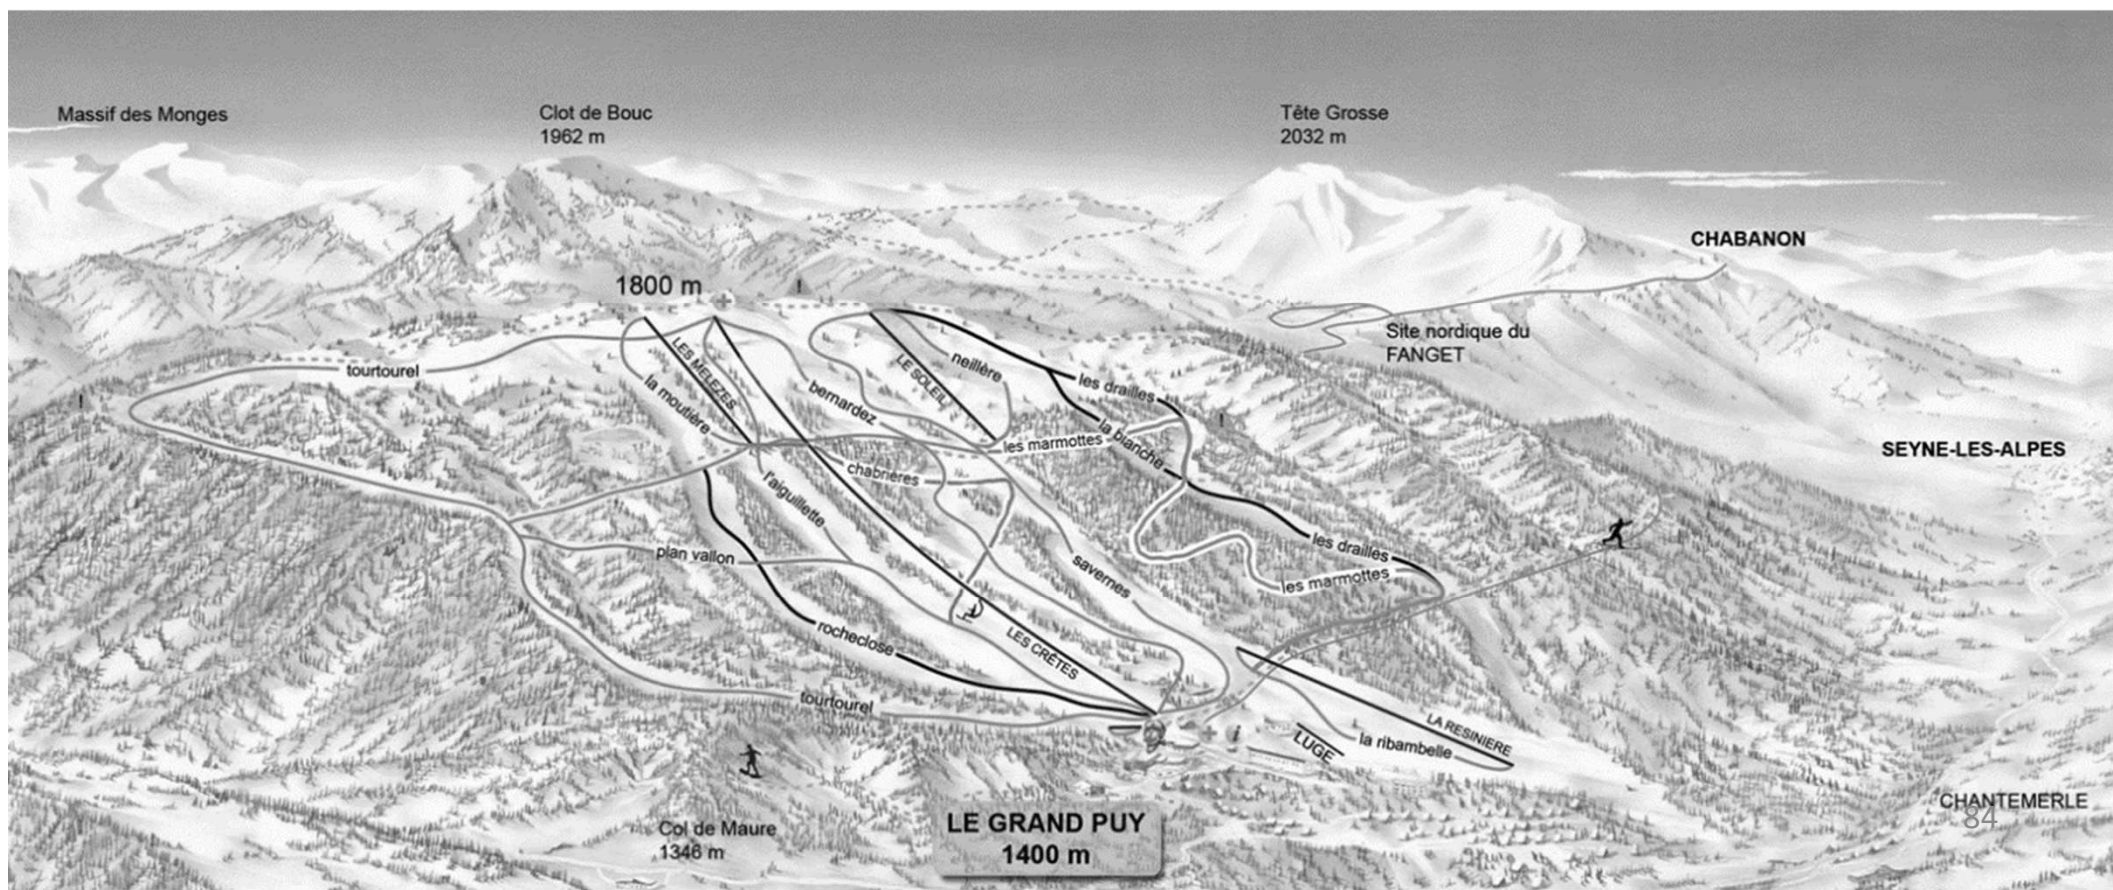 Massif des Monges
Clot de Bouc
1962 m
Tête Grosse
2032 m
CHABANON
1800 m
Site nordique du
FANGET
tourtourel
LES MELEZES
la moutière
bernardez
LE SOLEIL
neillère
les drailles
la blanche
les marmottes
chabrières
l'aiguillette
SEYNE-LES-ALPES
plan vallon
savernes
les drailles
les marmottes
rocheclose
LES CRÊTES
tourtourel
LA RESINIERE
la ribambelle
LUGE
i
Col de Maure
1346 m
LE GRAND PUY
1400 m
CHANTEMERLE
84